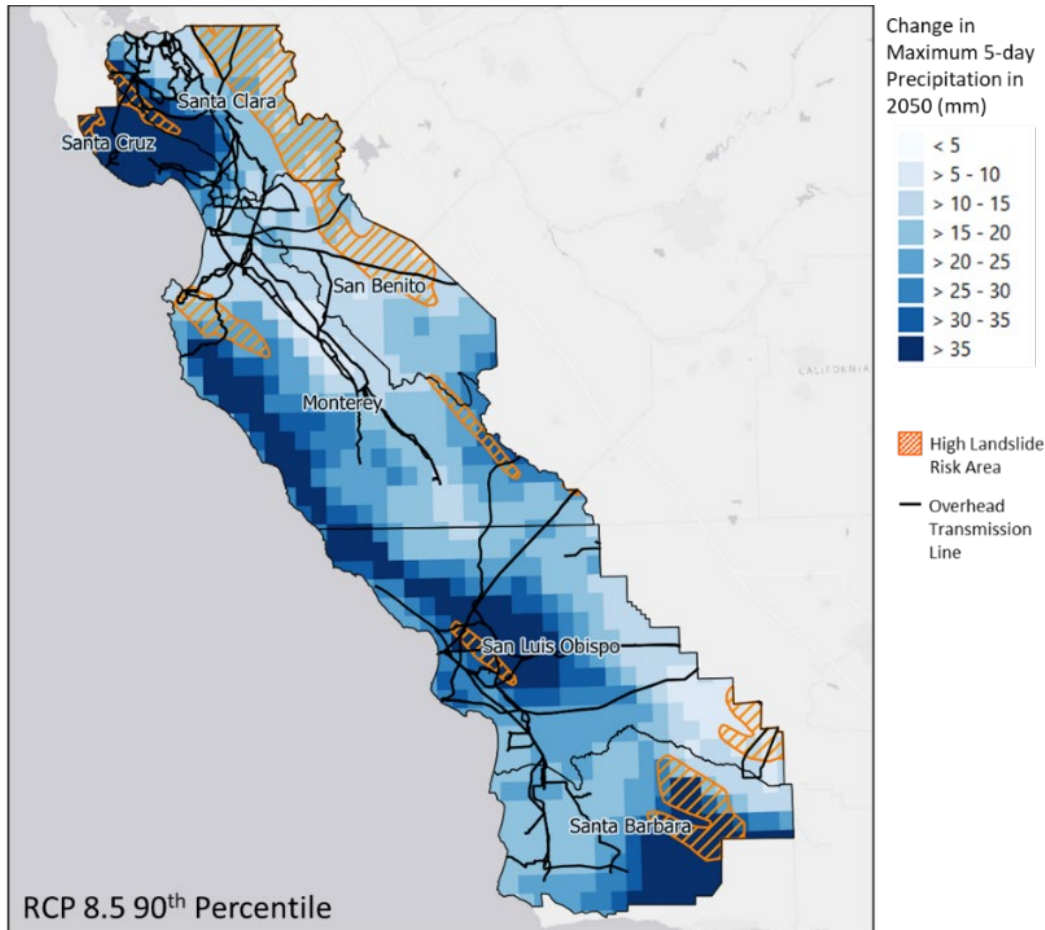 Change in
Maximum 5-day
Precipitation in
2050 (mm)
< 5
> 5 - 10
> 10 - 15
> 15 - 20
> 20 - 25
> 25 - 30
> 30 - 35
> 35
High Landslide
Risk Area
Overhead
Transmission
Line
Santa Clara
Santa Cruz
San Benito
CALIFORNIA
Monterey
San Luis Obispo
Santa Barbara
RCP 8.5 90th Percentile